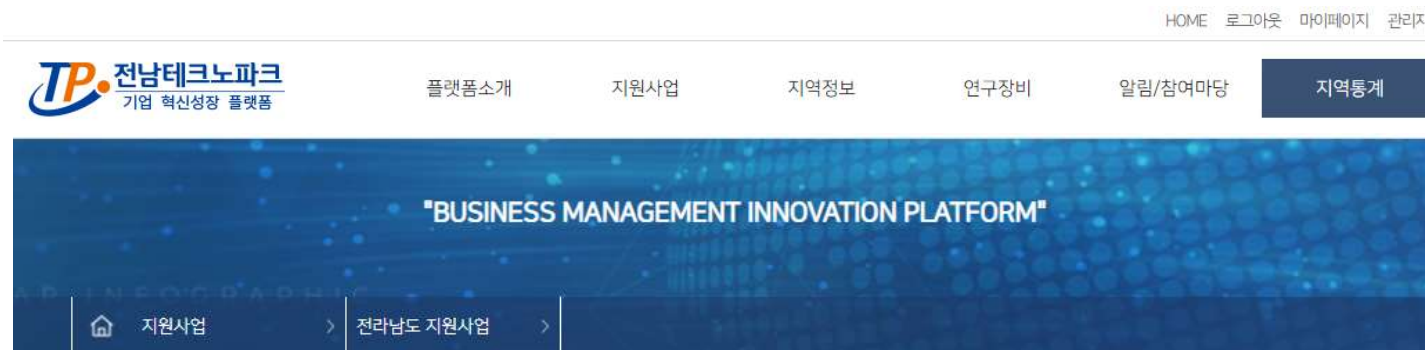 HOME 로그아웃 마이페이지 관리자
TP 전남테크노파크
기업 혁신성장 플랫폼
플랫폼소개 지원사업 지역정보 연구장비 알림/참여마당 지역통계
"BUSINESS MANAGEMENT INNOVATION PLATFORM"
지원사업 > 전라남도 지원사업 >